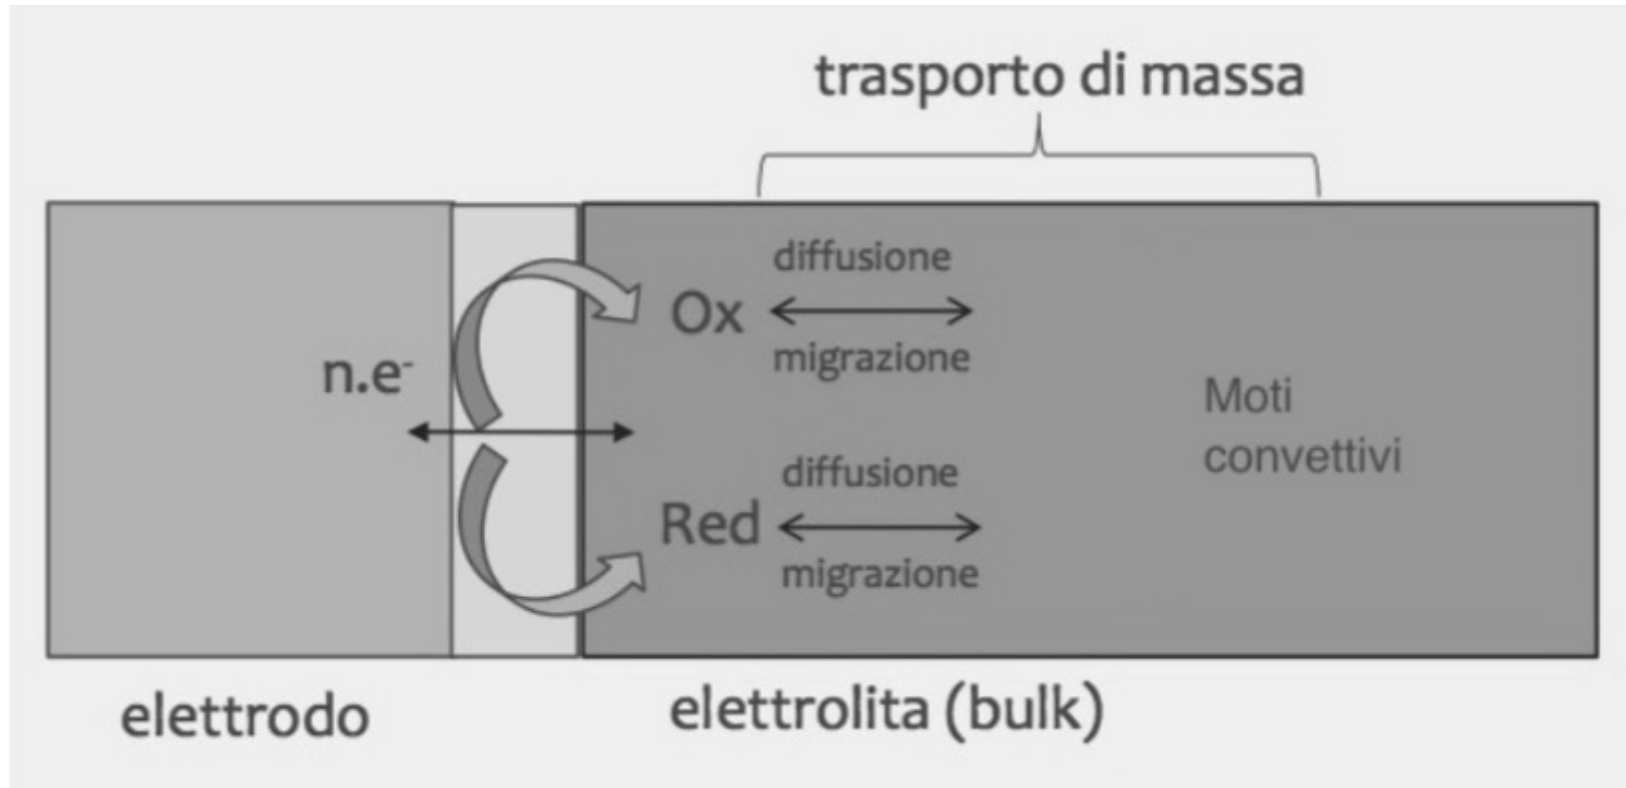 trasporto di massa
diffusione
Ox
migrazione
n.e-
Moti
convettivi
diffusione
Red
migrazione
elettrodo
elettrolita (bulk)